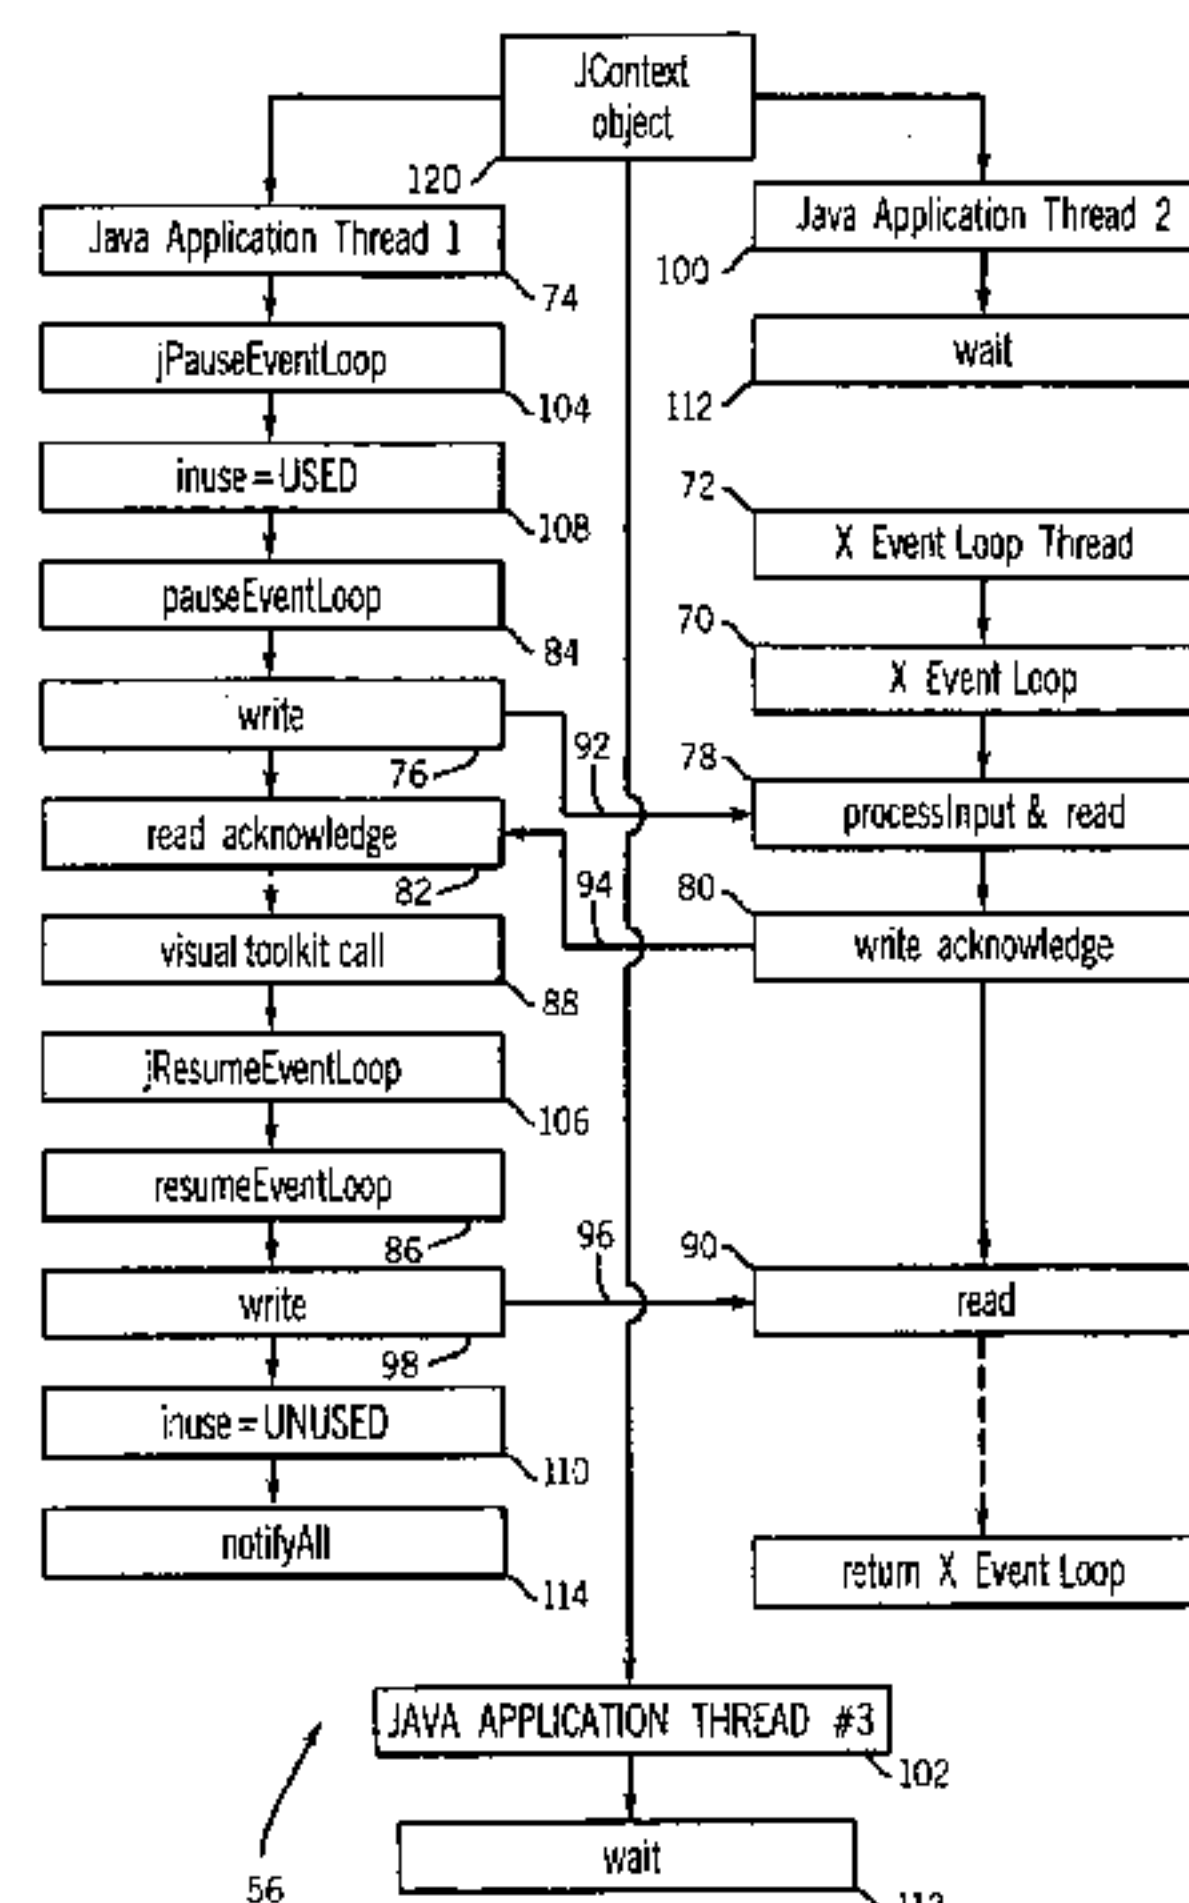 JContext
object
120
Java Application Thread 1
74
jPauseEventLoop
104
inuse=USED
108
pauseEventLoop
84
write
76
read acknowledge
82
visual toolkit call
88
jResumeEventLoop
106
resumeEventLoop
86
write
98
inuse=UNUSED
110
notifyAll
114
92
94
96
Java Application Thread 2
100
wait
112
72
X Event Loop Thread
70
X Event Loop
78
processInput & read
80
write acknowledge
90
read
return X Event Loop
JAVA APPLICATION THREAD #3
102
wait
56